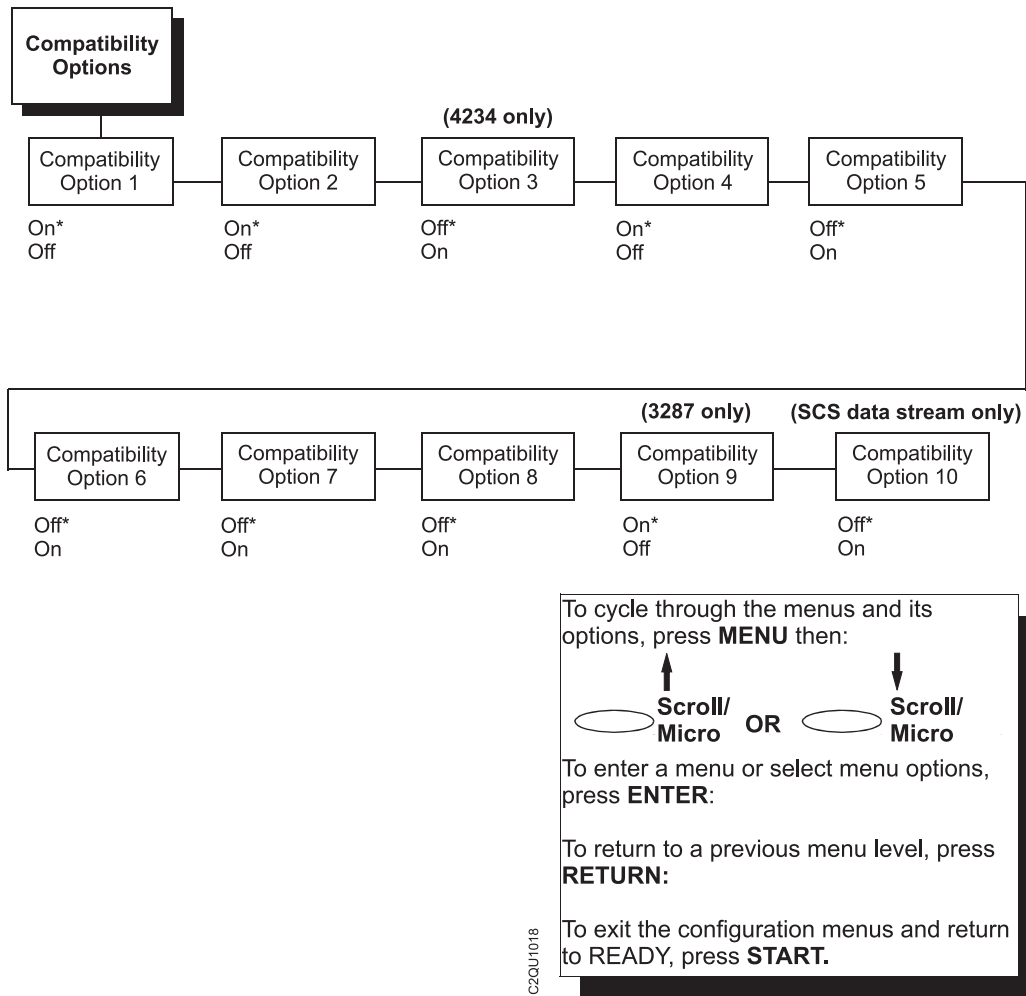 Compatibility
Options
(4234 only)
Compatibility
Option 1
Compatibility
Option 2
Compatibility
Option 3
Compatibility
Option 4
Compatibility
Option 5
On*
Off
On*
Off
Off*
On
On*
Off
Off*
On
(3287 only)
(SCS data stream only)
Compatibility
Option 6
Compatibility
Option 7
Compatibility
Option 8
Compatibility
Option 9
Compatibility
Option 10
Off*
On
Off*
On
Off*
On
On*
Off
Off*
On
To cycle through the menus and its
options, press MENU then:
Scroll/
Micro
OR
Scroll/
Micro
To enter a menu or select menu options,
press ENTER:
To return to a previous menu level, press
RETURN:
To exit the configuration menus and return
to READY, press START.
C2QU1018